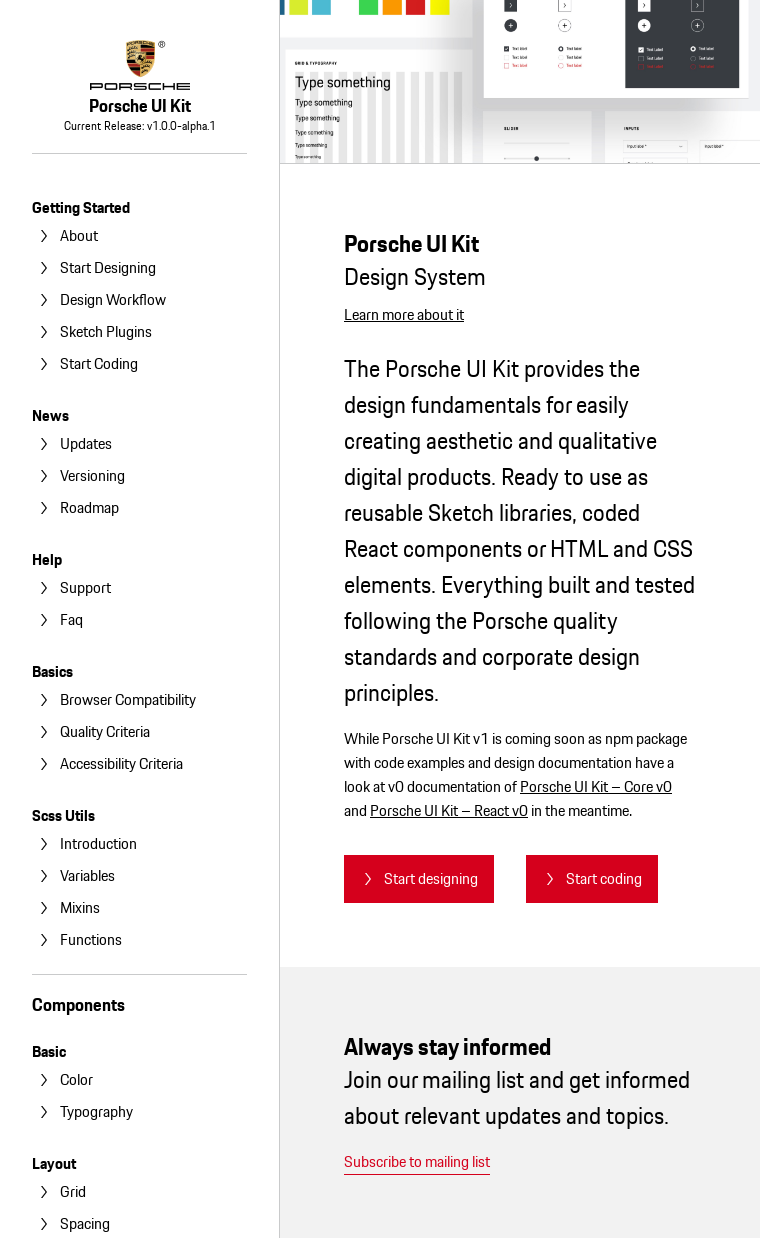 PORSCHE
Porsche UI Kit
Current Release: v1.0.0-alpha.1
Getting Started
About
Start Designing
Design Workflow
Sketch Plugins
Start Coding
News
Updates
Versioning
Roadmap
Help
Support
Faq
Basics
Browser Compatibility
Quality Criteria
Accessibility Criteria
Scss Utils
Introduction
Variables
Mixins
Functions
Components
Basic
Color
Typography
Layout
Grid
Spacing
GRID & TYPOGRAPHY
Type something
Type something
Type something
Type something
Type something
Type something
Text label
Text label
Text label
Text label
Text label
Text label
Text label
Text label
Text label
Text label
Text label
Text label
SLIDER
INPUTS
Input label *
Input label *
Porsche UI Kit
Design System
Learn more about it
The Porsche UI Kit provides the
design fundamentals for easily
creating aesthetic and qualitative
digital products. Ready to use as
reusable Sketch libraries, coded
React components or HTML and CSS
elements. Everything built and tested
following the Porsche quality
standards and corporate design
principles.
While Porsche UI Kit v1 is coming soon as npm package
with code examples and design documentation have a
look at v0 documentation of Porsche UI Kit – Core v0
and Porsche UI Kit – React v0 in the meantime.
Start designing
Start coding
Always stay informed
Join our mailing list and get informed
about relevant updates and topics.
Subscribe to mailing list